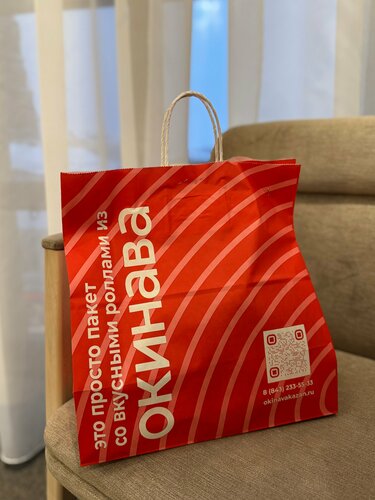 это просто пакет
со вкусными роллами из
окинава
8 (843) 233-55-33
okinavakazan.ru